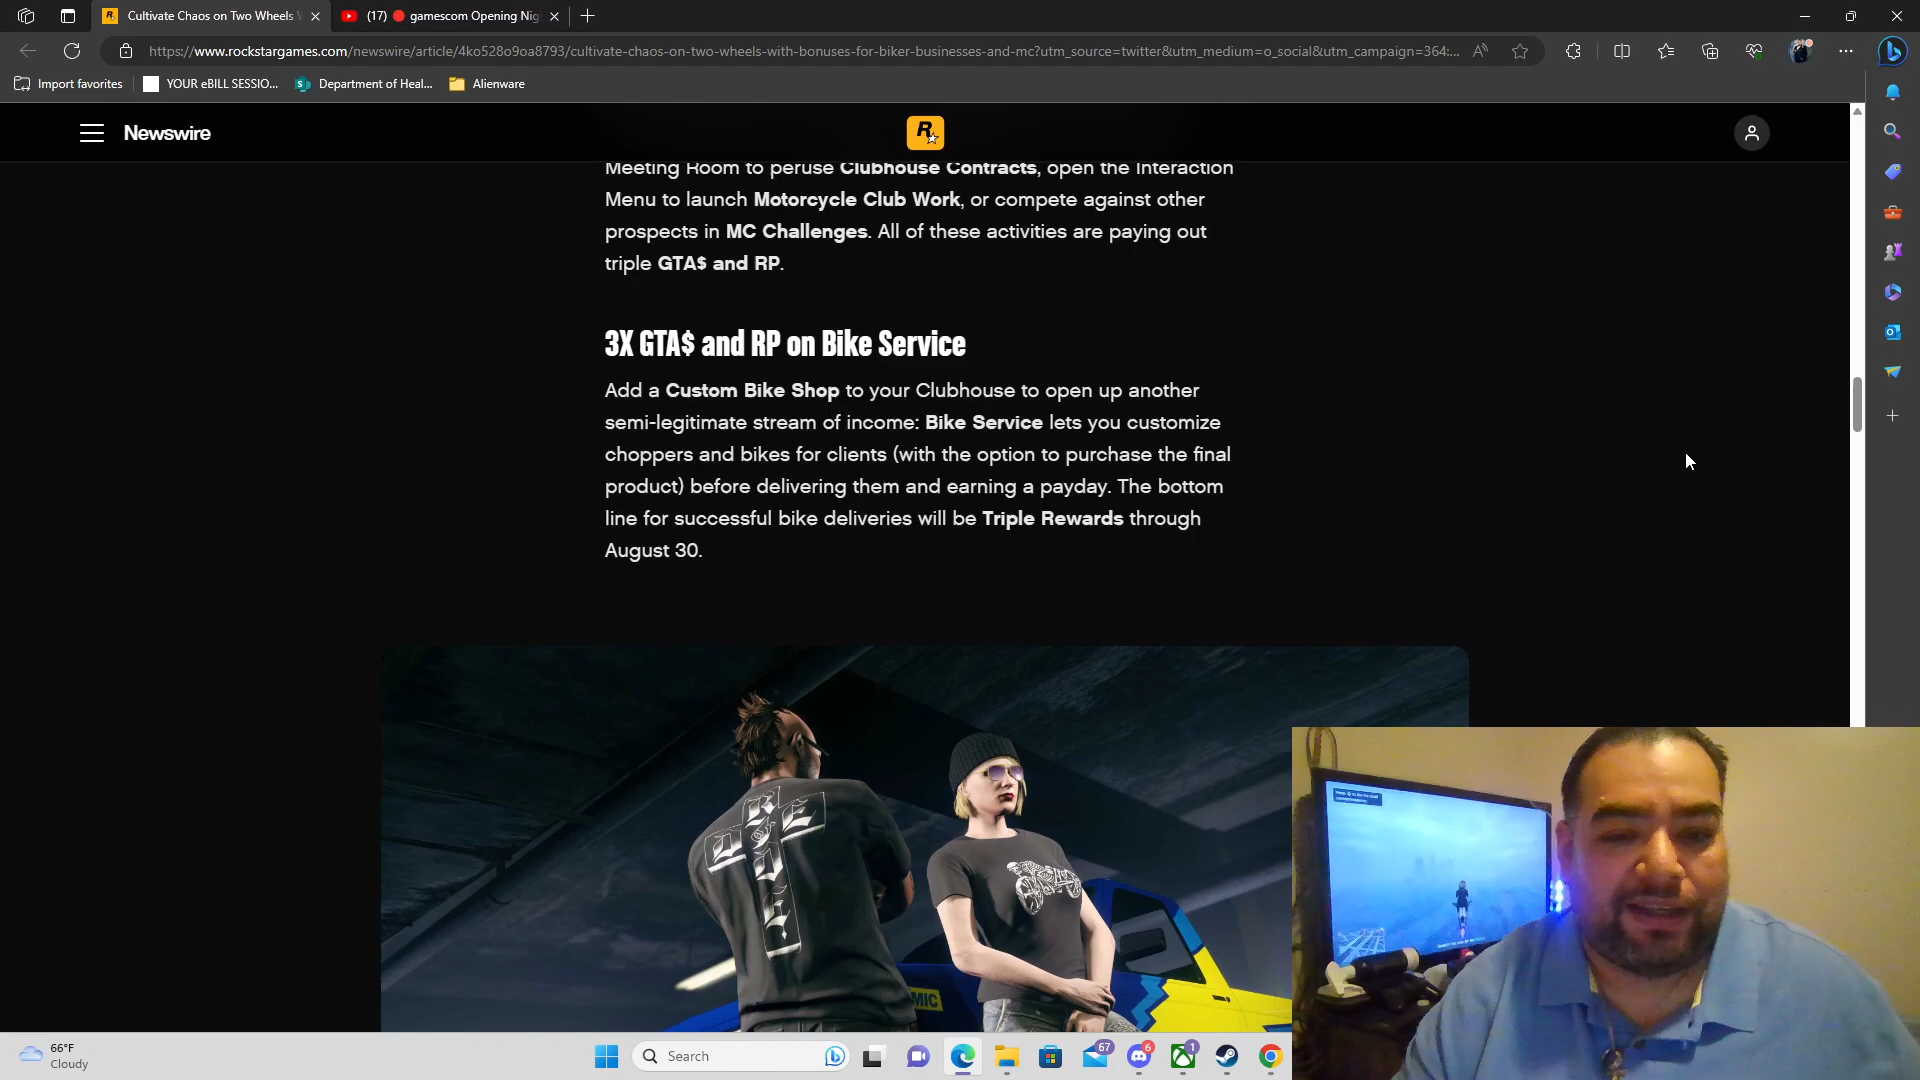 Cultivate Chaos on Two Wheels
(17) 🔴 gamescom Opening Nig
https://www.rockstargames.com/newswire/article/4ko528o9oa8793/cultivate-chaos-on-two-wheels-with-bonuses-for-biker-businesses-and-mc?utm_source=twitter&utm_medium=o_social&utm_campaign=364:...
Import favorites
YOUR eBILL SESSIO...
Department of Heal...
Alienware
Newswire
Meeting Room to peruse Clubhouse Contracts, open the Interaction
Menu to launch Motorcycle Club Work, or compete against other
prospects in MC Challenges. All of these activities are paying out
triple GTA$ and RP.
3X GTA$ and RP on Bike Service
Add a Custom Bike Shop to your Clubhouse to open up another
semi-legitimate stream of income: Bike Service lets you customize
choppers and bikes for clients (with the option to purchase the final
product) before delivering them and earning a payday. The bottom
line for successful bike deliveries will be Triple Rewards through
August 30.
66°F
Cloudy
Search
67
6
1